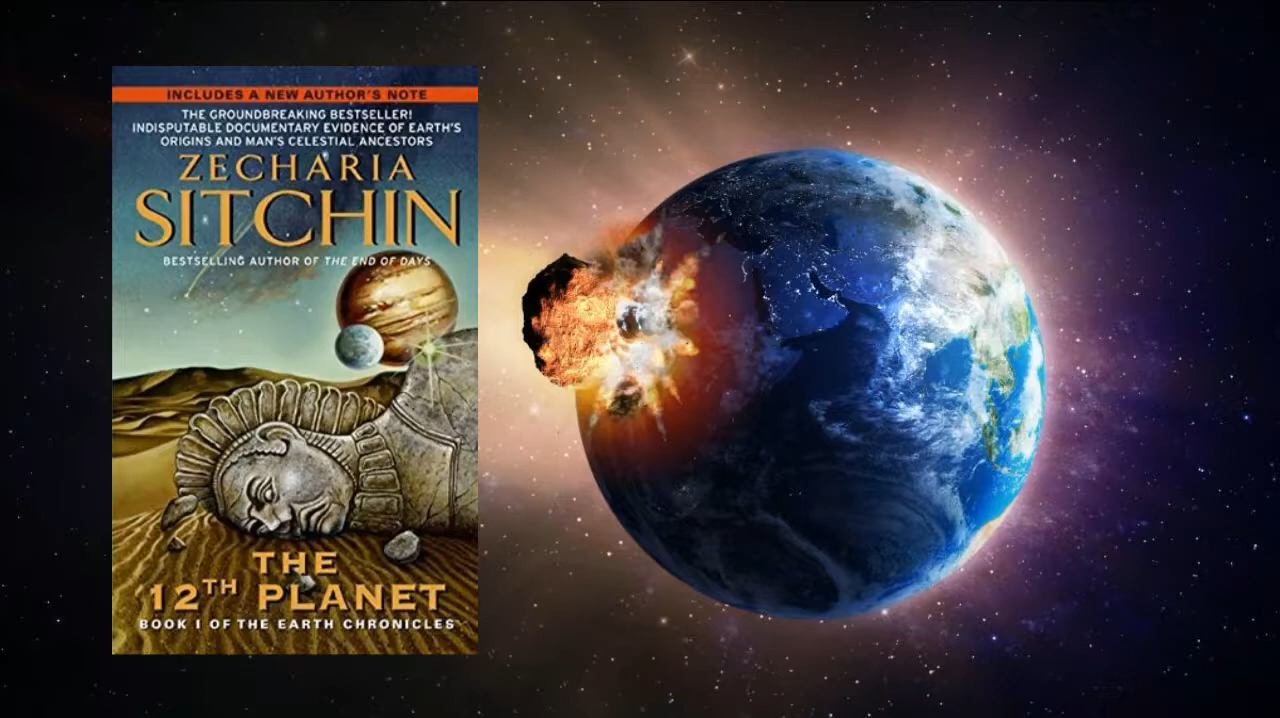 INCLUDES A NEW AUTHOR'S NOTE
THE GROUNDBREAKING BESTSELLER!
INDISPUTABLE DOCUMENTARY EVIDENCE OF EARTH'S
ORIGINS AND MAN'S CELESTIAL ANCESTORS
ZECHARIA
SITCHIN
BESTSELLING AUTHOR OF THE END OF DAYS
THE
12TH PLANET
BOOK I OF THE EARTH CHRONICLES